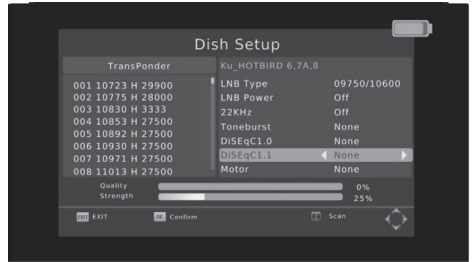 Dish Setup
TransPonder
Ku_HOTBIRD 6,7A,8
001 10723 H 29900
002 10775 H 28000
003 10830 H 3333
004 10853 H 27500
005 10892 H 27500
006 10930 H 27500
007 10971 H 27500
008 11013 H 27500
LNB Type 09750/10600
LNB Power Off
22KHz Off
Toneburst None
DiSEqC1.0 None
DiSEqC1.1 None
Motor None
Quality 0%
Strength 25%
EXIT EXIT
OK Confirm
Scan